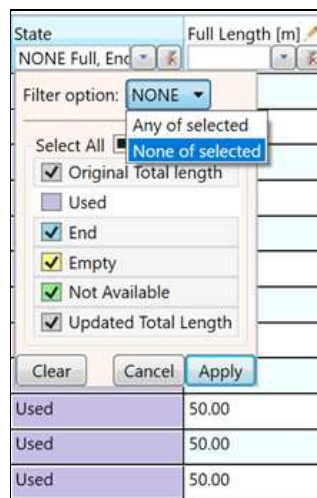 State
Full Length [m]
NONE Full, Enc
Filter option: NONE
Any of selected
None of selected
Select All
Original Total length
Used
End
Empty
Not Available
Updated Total Length
Clear Cancel Apply
Used 50.00
Used 50.00
Used 50.00